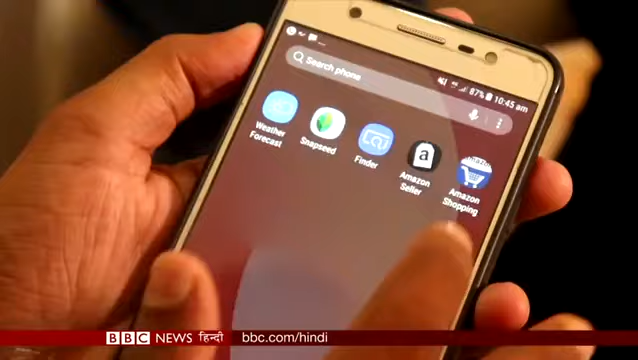 87% 10:45 am
Search phone
Weather
Forecast
Snapseed
Finder
Amazon
Seller
amazon
Amazon
Shopping
BBC NEWS हिन्दी bbc.com/hindi